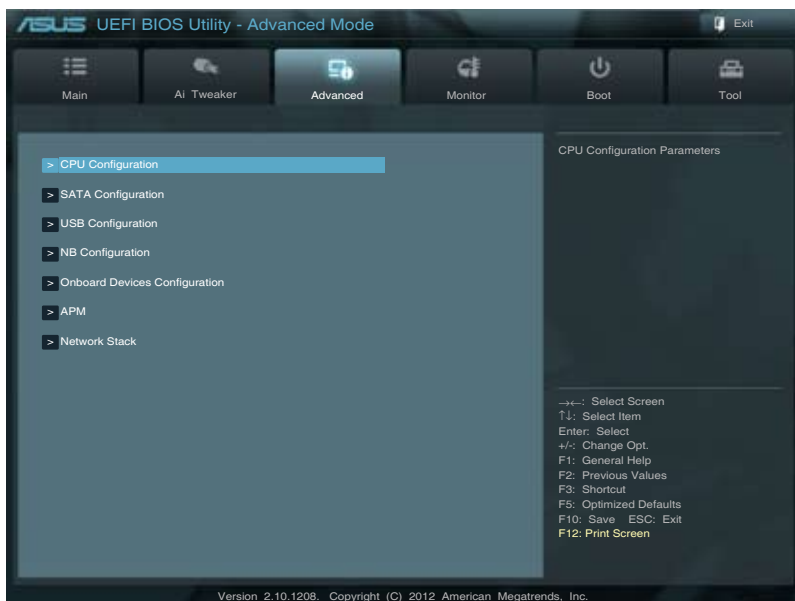 ASUS UEFI BIOS Utility - Advanced Mode
Exit
Main
Ai Tweaker
Advanced
Monitor
Boot
Tool
> CPU Configuration
> SATA Configuration
> USB Configuration
> NB Configuration
> Onboard Devices Configuration
> APM
> Network Stack
CPU Configuration Parameters
→←: Select Screen
↑↓: Select Item
Enter: Select
+/-: Change Opt.
F1: General Help
F2: Previous Values
F3: Shortcut
F5: Optimized Defaults
F10: Save ESC: Exit
F12: Print Screen
Version 2.10.1208. Copyright (C) 2012 American Megatrends, Inc.